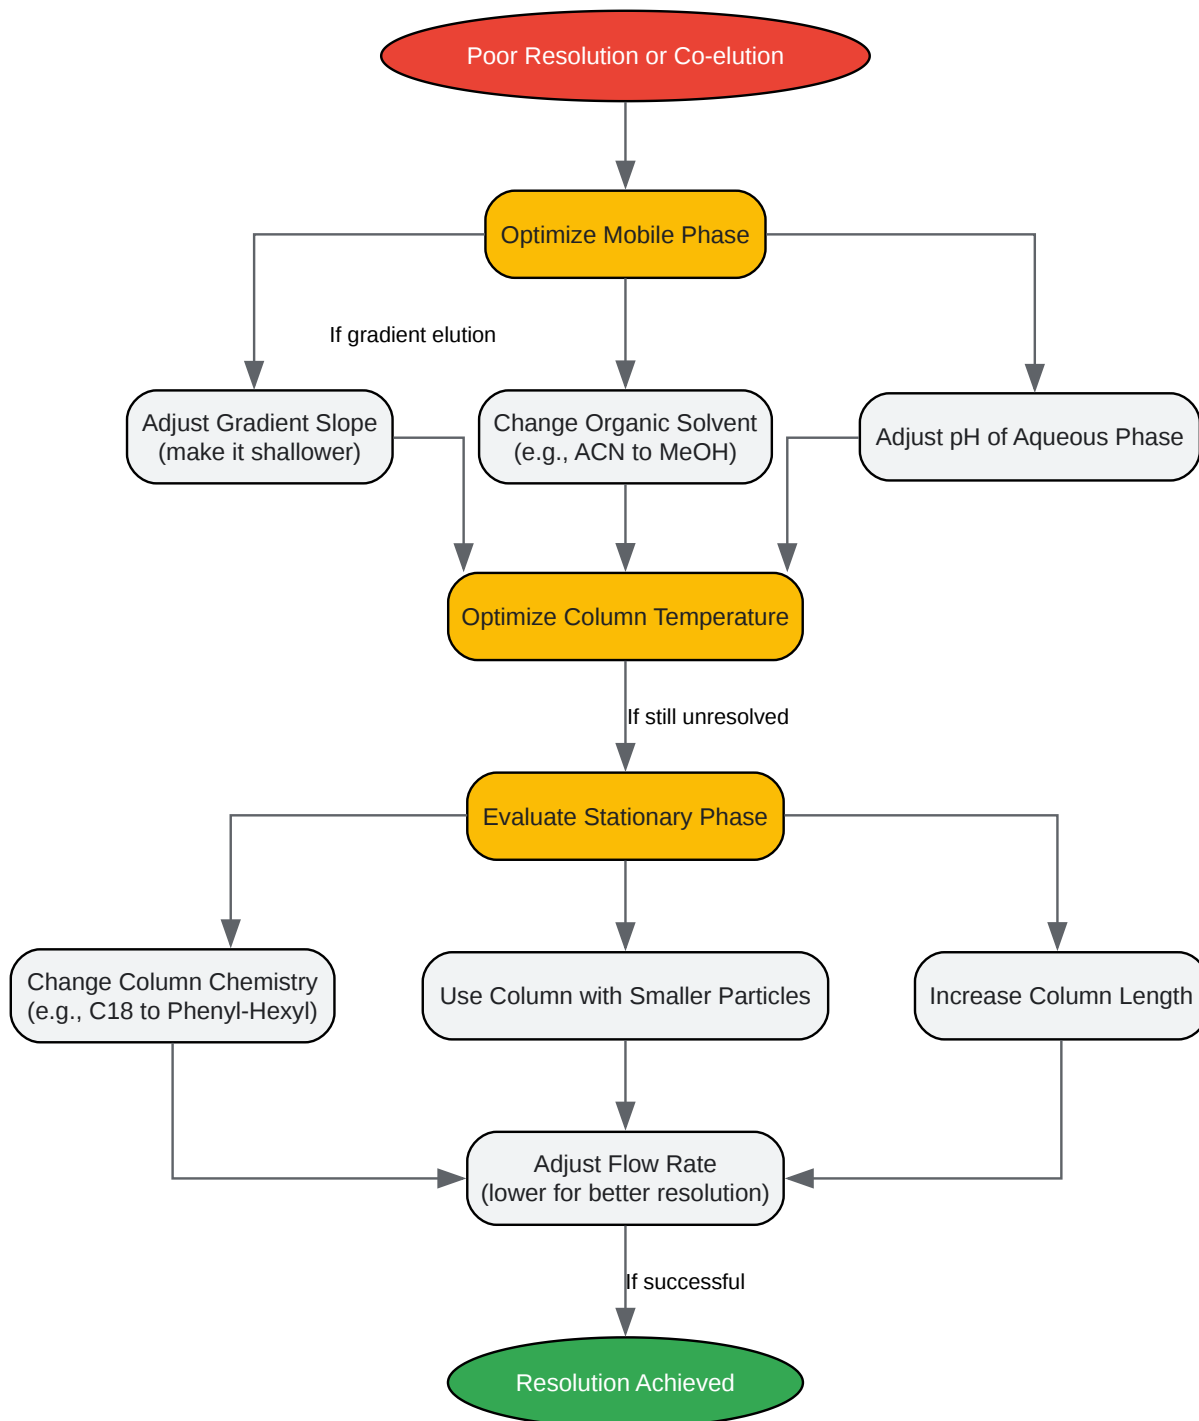 Poor Resolution or Co-elution
Optimize Mobile Phase
If gradient elution
Adjust Gradient Slope
(make it shallower)
Change Organic Solvent
(e.g., ACN to MeOH)
Adjust pH of Aqueous Phase
Optimize Column Temperature
If still unresolved
Evaluate Stationary Phase
Change Column Chemistry
(e.g., C18 to Phenyl-Hexyl)
Use Column with Smaller Particles
Increase Column Length
Adjust Flow Rate
(lower for better resolution)
If successful
Resolution Achieved